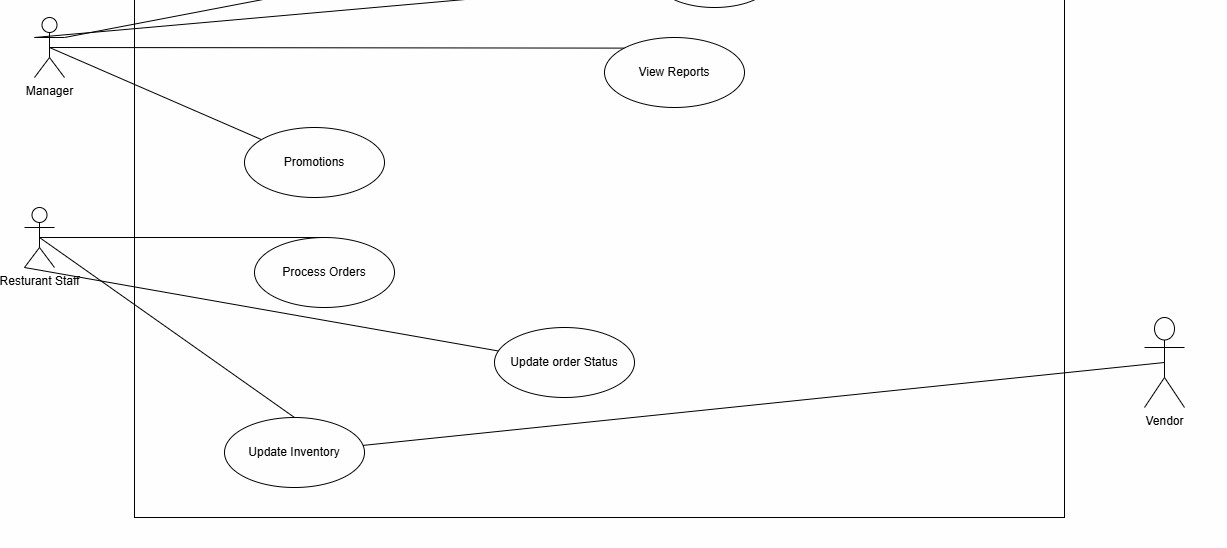 View Reports
Manager
Promotions
Process Orders
Resturant Staff
Update order Status
Vendor
Update Inventory